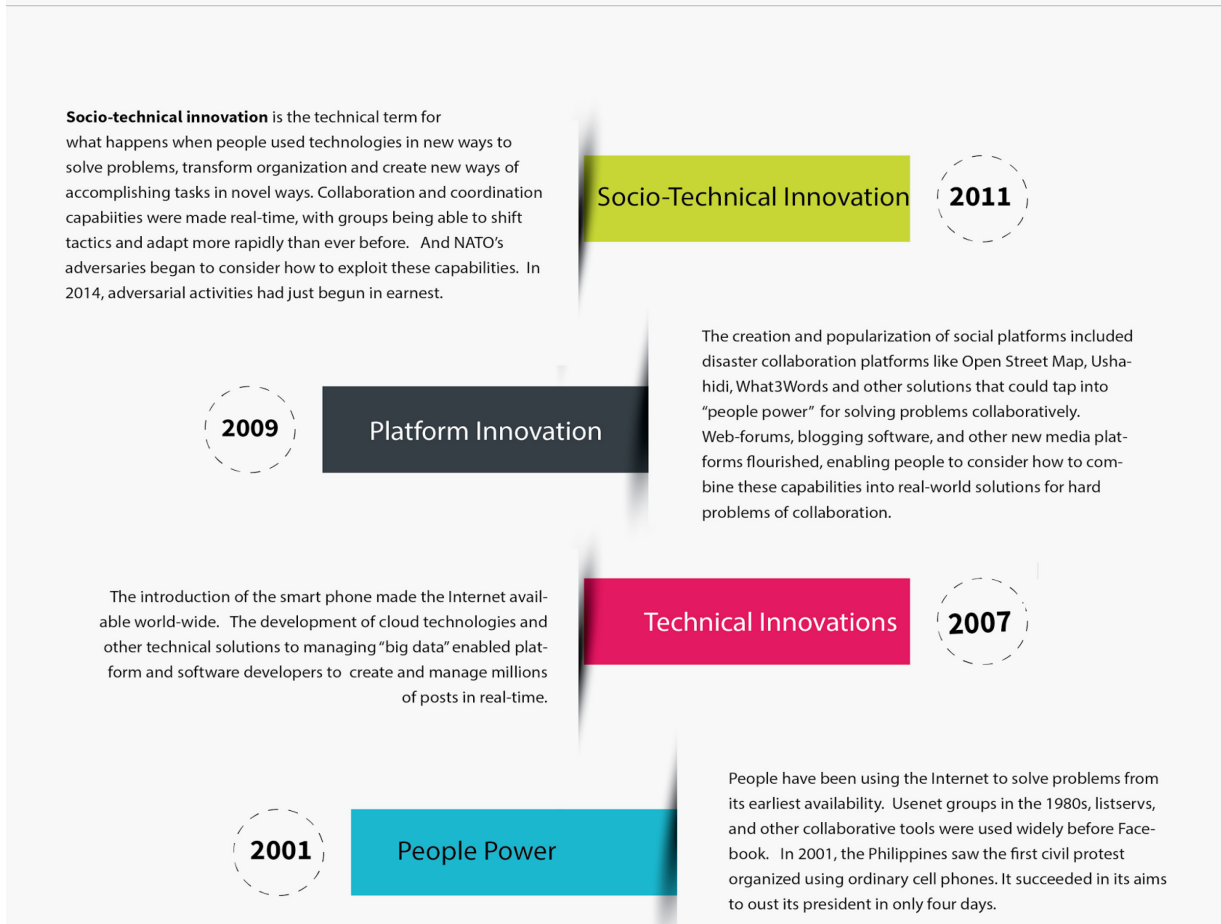 Socio-technical innovation is the technical term for
what happens when people used technologies in new ways to
solve problems, transform organization and create new ways of
accomplishing tasks in novel ways. Collaboration and coordination
capabiities were made real-time, with groups being able to shift
tactics and adapt more rapidly than ever before.   And NATO's
adversaries began to consider how to exploit these capabilities.  In
2014, adversarial activities had just begun in earnest.
Socio-Technical Innovation
2011
2009
Platform Innovation
The creation and popularization of social platforms included
disaster collaboration platforms like Open Street Map, Usha-
hidi, What3Words and other solutions that could tap into
“people power”  for solving problems collaboratively.
Web-forums, blogging software, and other new media plat-
forms flourished, enabling people to consider how to com-
bine these capabilities into real-world solutions for hard
problems of collaboration.
The introduction of the smart phone made the Internet avail-
able world-wide.   The development of cloud technologies and
other technical solutions to managing “big data” enabled plat-
form and software developers to  create and manage millions
of posts in real-time.
Technical Innovations
2007
2001
People Power
People have been using the Internet to solve problems from
its earliest availability.  Usenet groups in the 1980s, listservs,
and other collaborative tools were used widely before Face-
book.   In 2001, the Philippines saw the first civil protest
organized using ordinary cell phones. It succeeded in its aims
to oust its president in only four days.